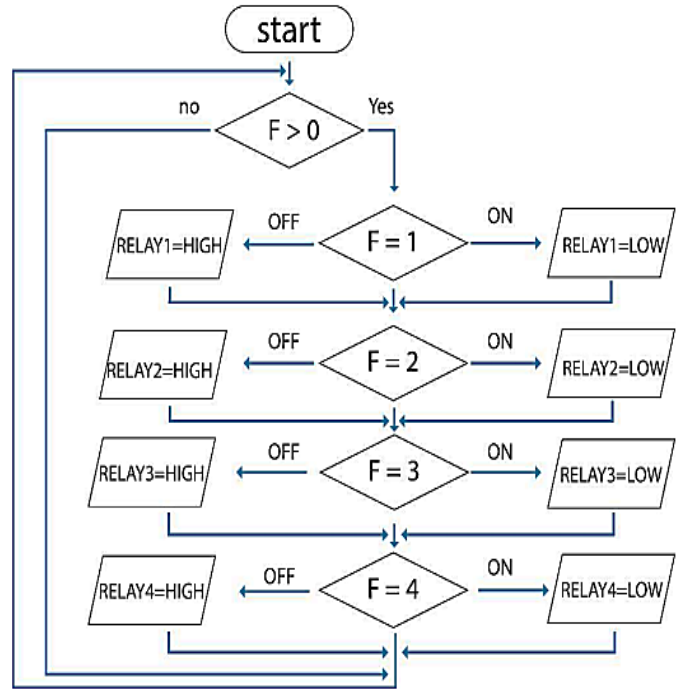 start
no
Yes
F > 0
OFF
ON
RELAY1=HIGH
F = 1
RELAY1=LOW
OFF
ON
RELAY2=HIGH
F = 2
RELAY2=LOW
OFF
ON
RELAY3=HIGH
F = 3
RELAY3=LOW
OFF
ON
RELAY4=HIGH
F = 4
RELAY4=LOW